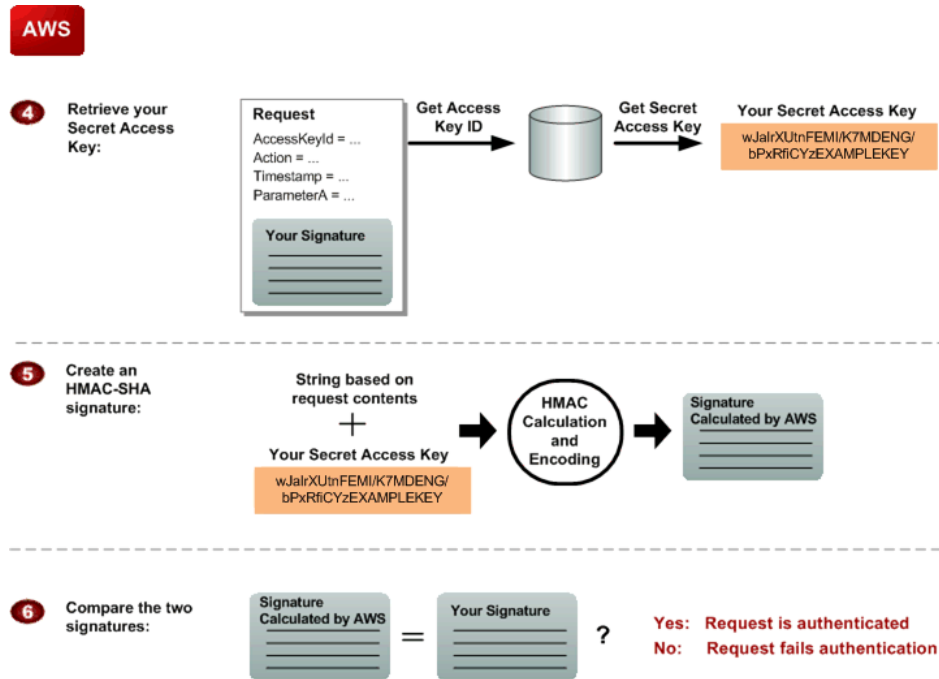 AWS
4
Retrieve your
Secret Access
Key:
Request
AccessKeyId = ...
Action = ...
Timestamp = ...
ParameterA = ...
Your Signature
Get Access
Key ID
Get Secret
Access Key
Your Secret Access Key
wJalrXUtnFEMI/K7MDENG/
bPxRfiCYzEXAMPLEKEY
5
Create an
HMAC-SHA
signature:
String based on
request contents
+
Your Secret Access Key
wJalrXUtnFEMI/K7MDENG/
bPxRfiCYzEXAMPLEKEY
HMAC
Calculation
and
Encoding
Signature
Calculated by AWS
6
Compare the two
signatures:
Signature
Calculated by AWS
=
Your Signature
?
Yes: Request is authenticated
No: Request fails authentication